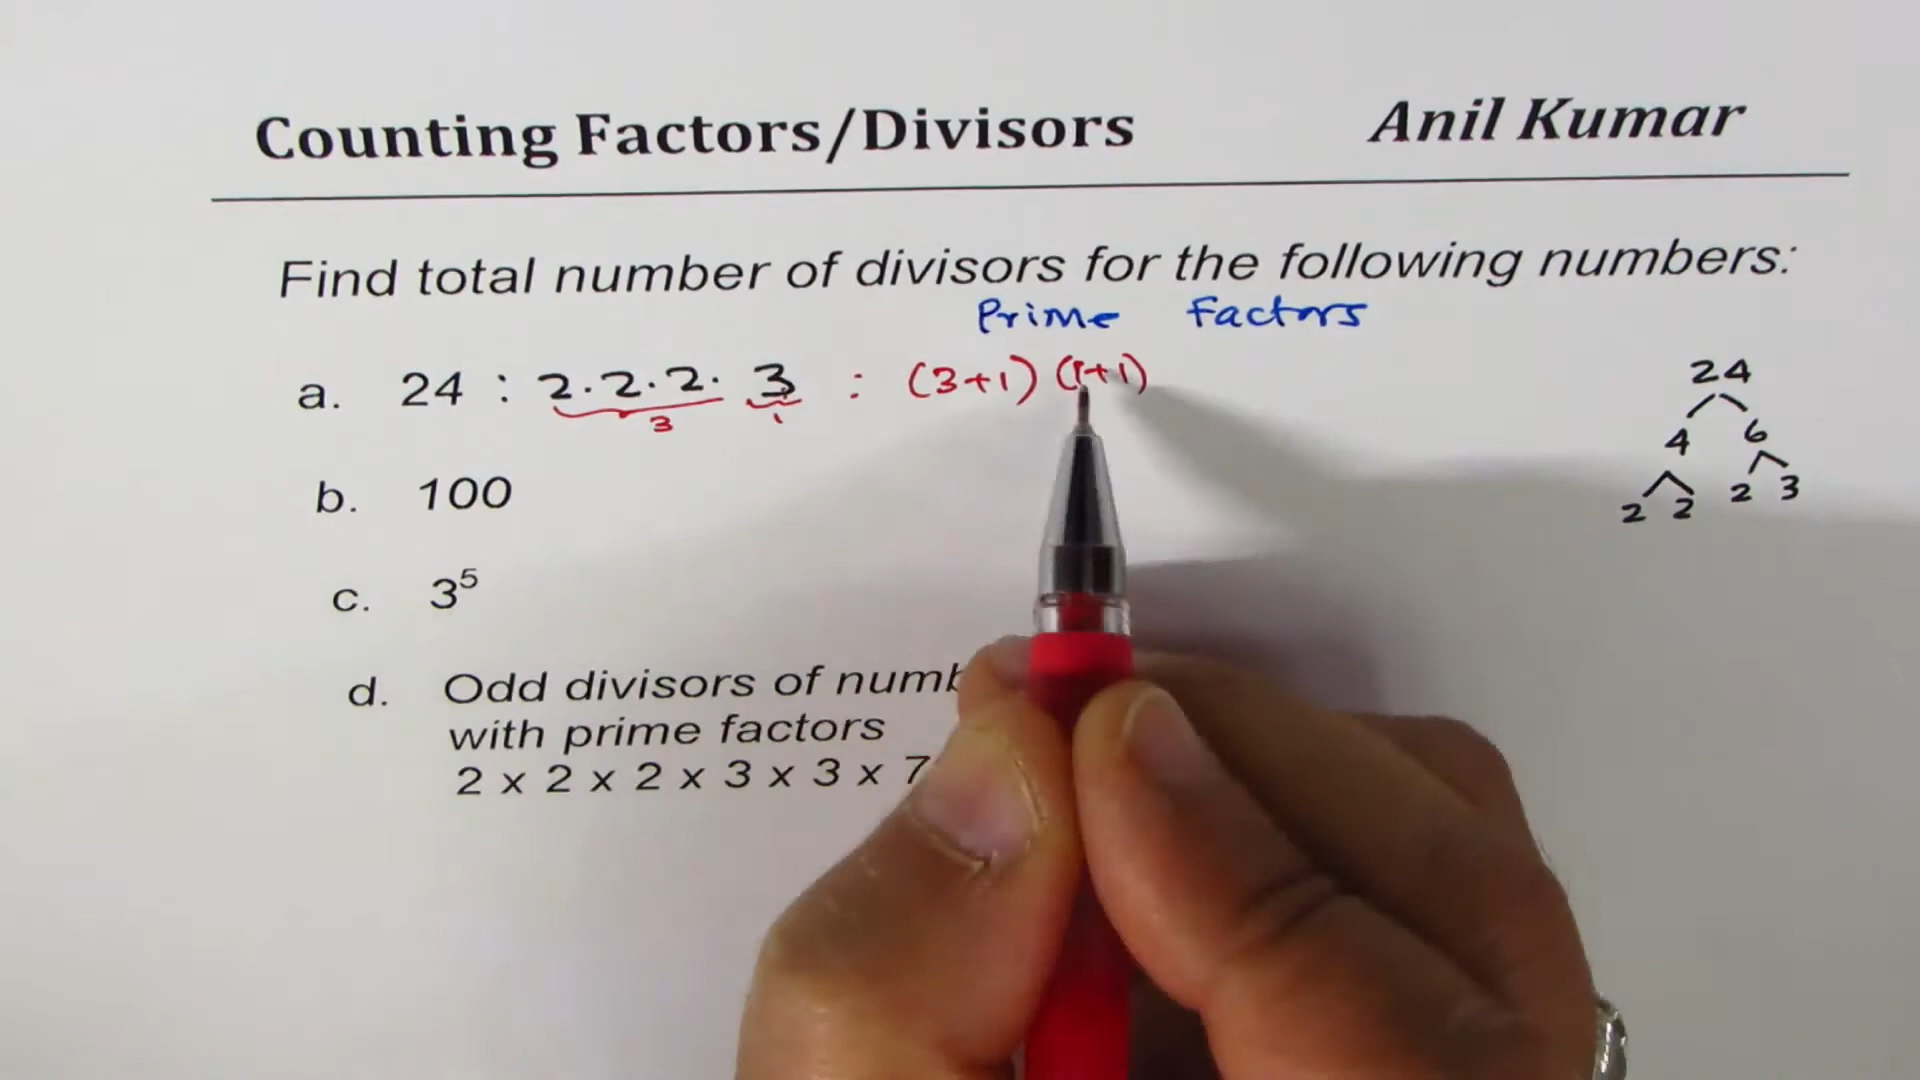 Counting Factors/Divisors Anil Kumar
Find total number of divisors for the following numbers:
Prime Factors
a. 24 : 2.2.2. 3 : (3+1) (1+1)
3 1
b. 100
c. 3⁵
d. Odd divisors of
with prime factors
2 x 2 x 2 x 3 x 3 x 7
24
4 6
2 2 2 3